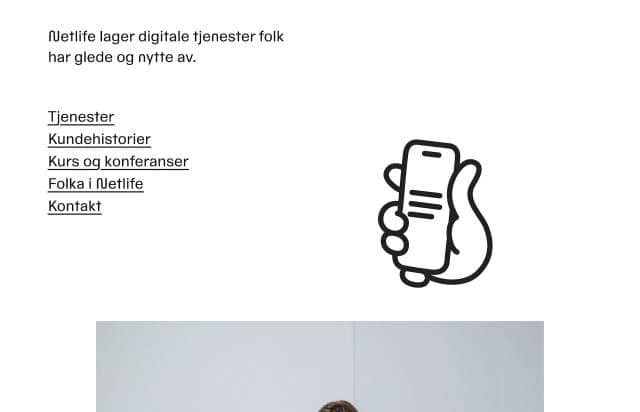 Netlife lager digitale tjenester folk
har glede og nytte av.
Tjenester
Kundehistorier
Kurs og konferanser
Folka i Netlife
Kontakt